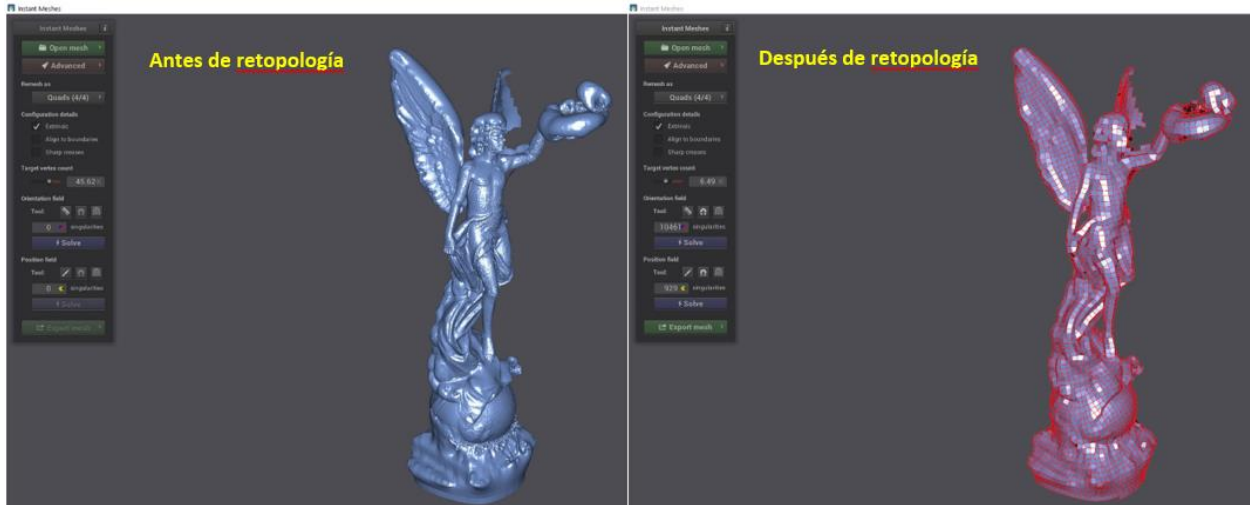 Instant Meshes
Instant Meshes i
Open mesh
Advanced
Remesh as
Quads (4/4)
Configuration details
Extrinsic
Align to boundaries
Sharp creases
Target vertex count
45.62 K
Orientation field
Tool:
0 singularities
Solve
Position field
Tool:
0 singularities
Solve
Export mesh
Antes de retopología
Instant Meshes
Instant Meshes i
Open mesh
Advanced
Remesh as
Quads (4/4)
Configuration details
Extrinsic
Align to boundaries
Sharp creases
Target vertex count
6.49 K
Orientation field
Tool:
10461 singularities
Solve
Position field
Tool:
929 singularities
Solve
Export mesh
Después de retopología